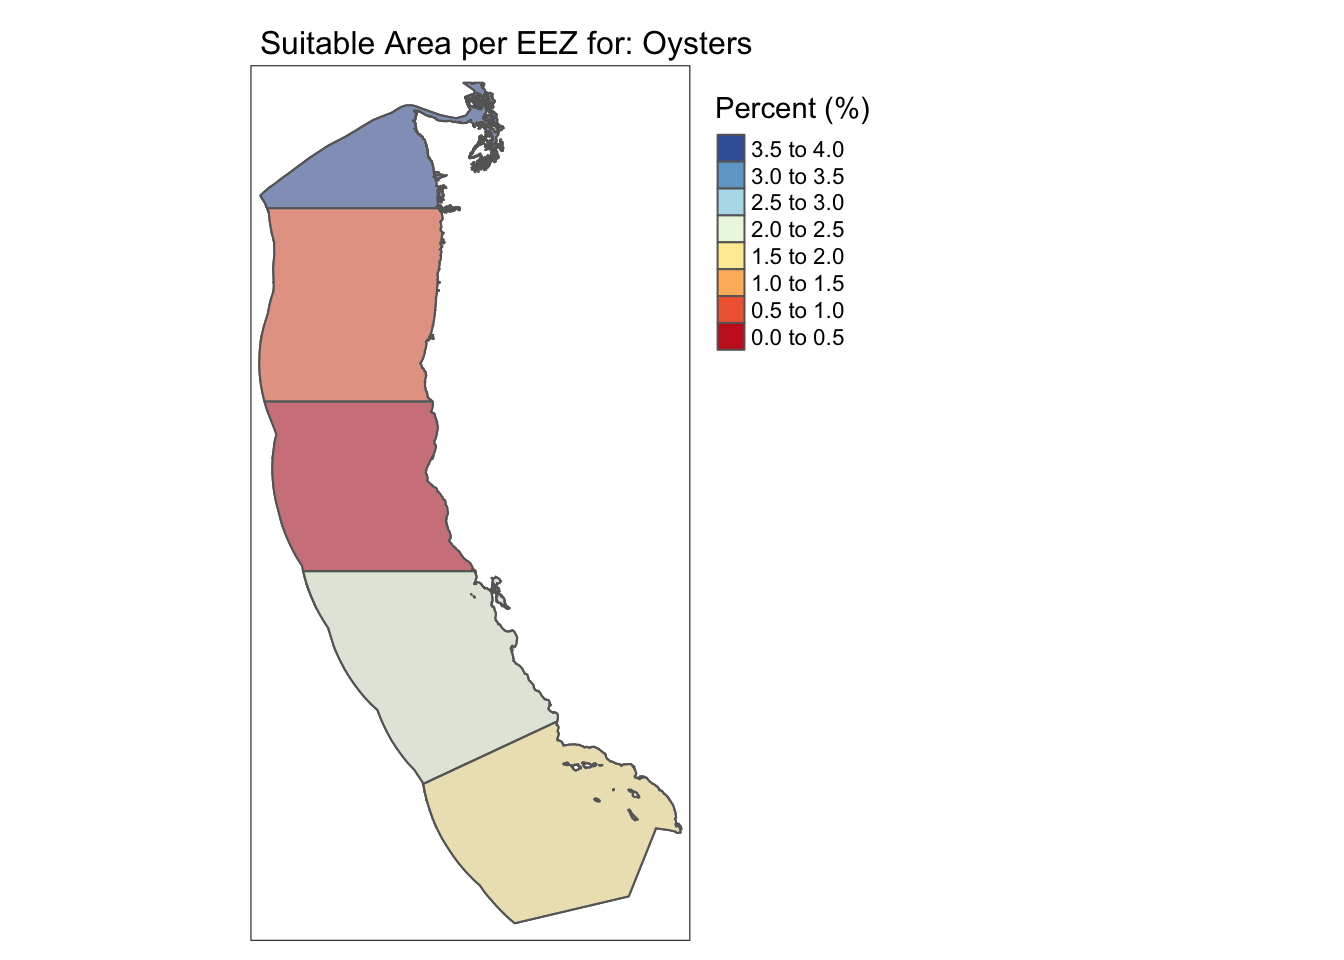 Suitable Area per EEZ for: Oysters
Percent (%)
3.5 to 4.0
3.0 to 3.5
2.5 to 3.0
2.0 to 2.5
1.5 to 2.0
1.0 to 1.5
0.5 to 1.0
0.0 to 0.5